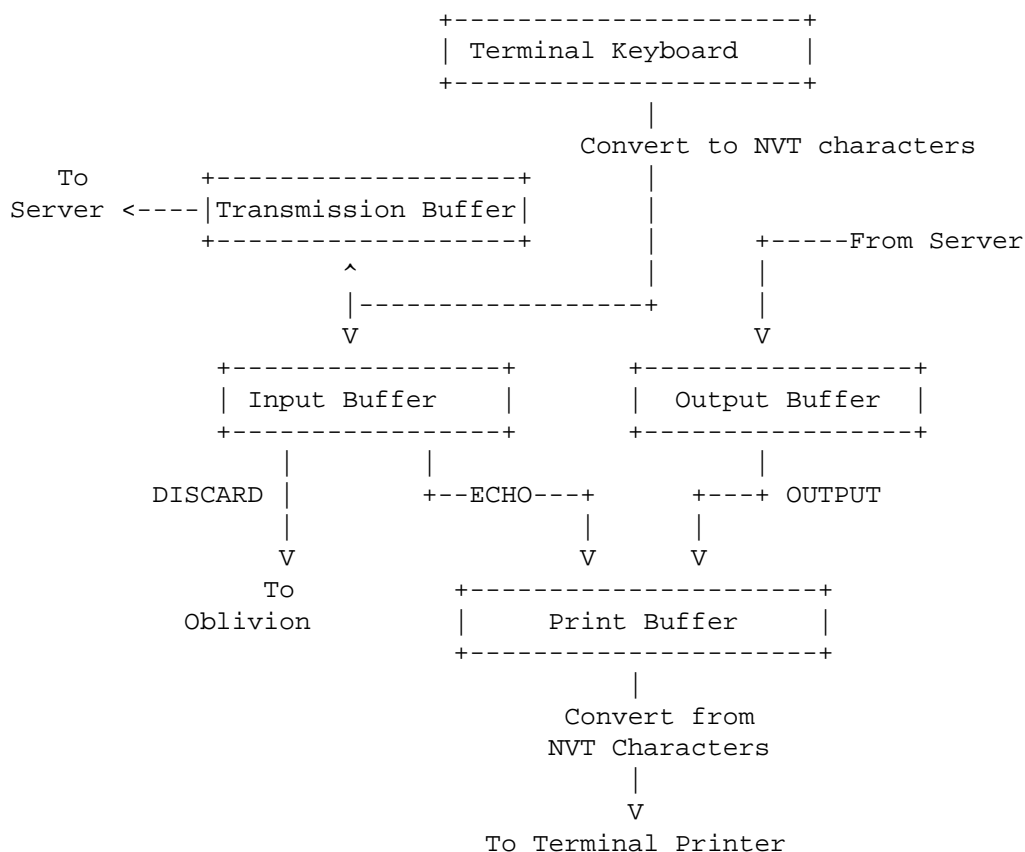 Terminal Keyboard
Convert to NVT characters
To
Server
Transmission Buffer
From Server
Input Buffer
Output Buffer
DISCARD
ECHO
OUTPUT
To
Oblivion
Print Buffer
Convert from
NVT Characters
To Terminal Printer